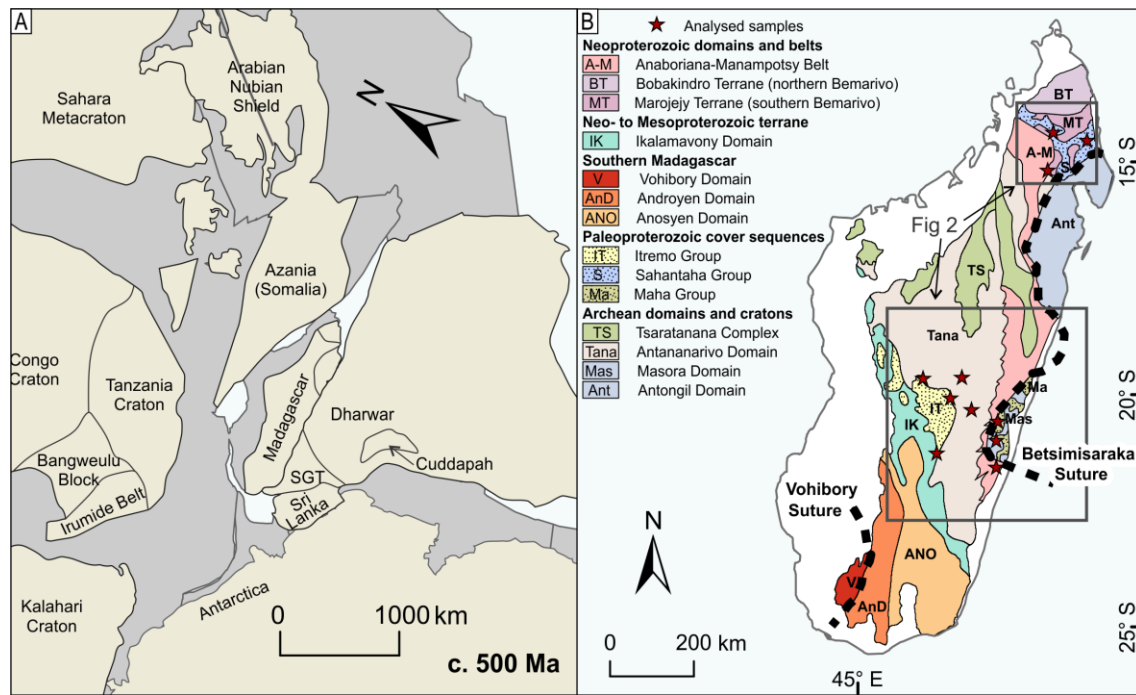 A
Sahara
Metacraton
Arabian
Nubian
Shield
N
Azania
(Somalia)
Congo
Craton
Tanzania
Craton
Madagascar
Dharwar
Cuddapah
Bangweulu
Block
SGT
Sri
Lanka
Irumide Belt
Antarctica
Kalahari
Craton
0
1000 km
c. 500 Ma
B
Analysed samples
Neoproterozoic domains and belts
A-M Anaboriana-Manampotsy Belt
BT Bobakindro Terrane (northern Bemarivo)
MT Marojejy Terrane (southern Bemarivo)
Neo- to Mesoproterozoic terrane
IK Ikalamavony Domain
Southern Madagascar
V Vohibory Domain
AnD Androyen Domain
ANO Anosyen Domain
Paleoproterozoic cover sequences
IT Itremo Group
S Sahantaha Group
Ma Maha Group
Archean domains and cratons
TS Tsaratanana Complex
Tana Antananarivo Domain
Mas Masora Domain
Ant Antongil Domain
BT
MT
A-M
S
15° S
Ant
Fig 2
TS
Tana
Ma
20° S
IT
Mas
IK
Betsimisaraka
Suture
Vohibory
Suture
N
ANO
V
AnD
25° S
0
200 km
45° E